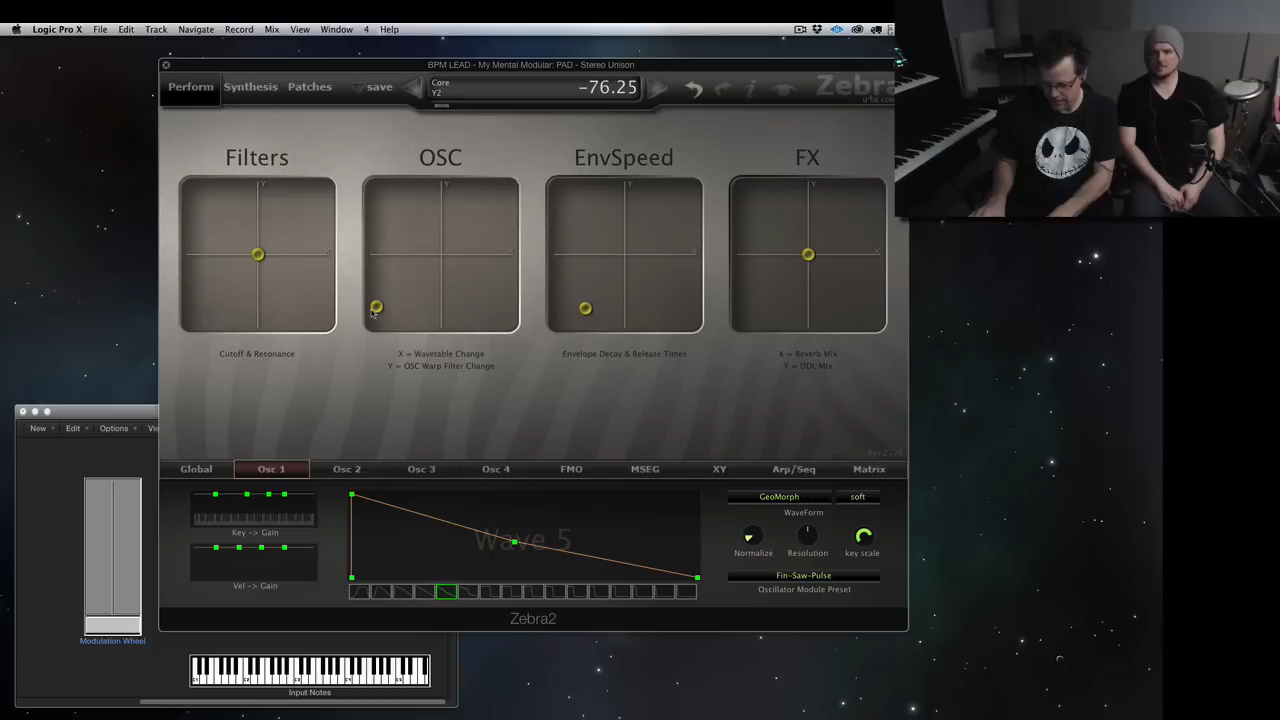 Logic Pro X File Edit Track Navigate Record Mix View Window 4 Help
BPM LEAD - My Mental Modular: PAD - Stereo Unison
Perform Synthesis Patches save
Core
Y2
-76.25
Zebra
u-he.com
Filters OSC EnvSpeed FX
Y Y Y Y
X X X X
Cutoff & Resonance
X = Wavetable Change
Y = OSC Warp Filter Change
Envelope Decay & Release Times
X = Reverb Mix
Y = DDL Mix
Global Osc 1 Osc 2 Osc 3 Osc 4 FMO MSEG XY Arp/Seq Matrix
New Edit Options
Modulation Wheel
Key -> Gain
Vel -> Gain
Wave 5
GeoMorph soft
WaveForm
Normalize Resolution key scale
Fin-Saw-Pulse
Oscillator Module Preset
Zebra2
Input Notes